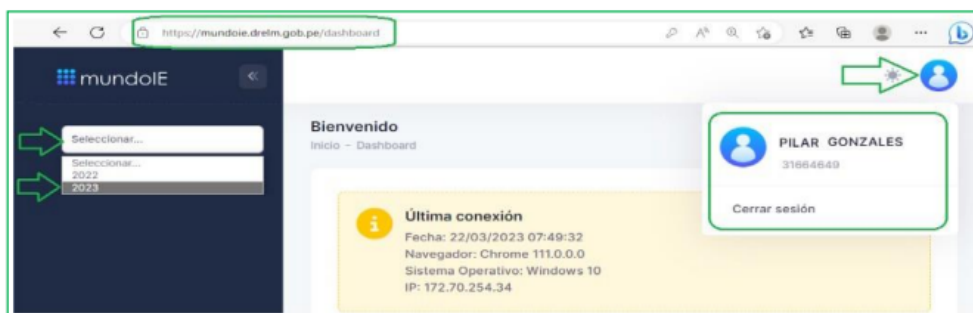 https://mundoie.drelm.gob.pe/dashboard
mundoIE
Seleccionar...
Seleccionar...
2022
2023
Bienvenido
Inicio - Dashboard
PILAR GONZALES
31664649
Cerrar sesión
Última conexión
Fecha: 22/03/2023 07:49:32
Navegador: Chrome 111.0.0.0
Sistema Operativo: Windows 10
IP: 172.70.254.34